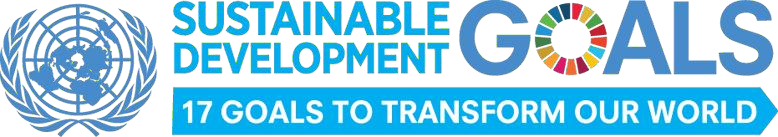 SUSTAINABLE
DEVELOPMENT GOALS
17 GOALS TO TRANSFORM OUR WORLD